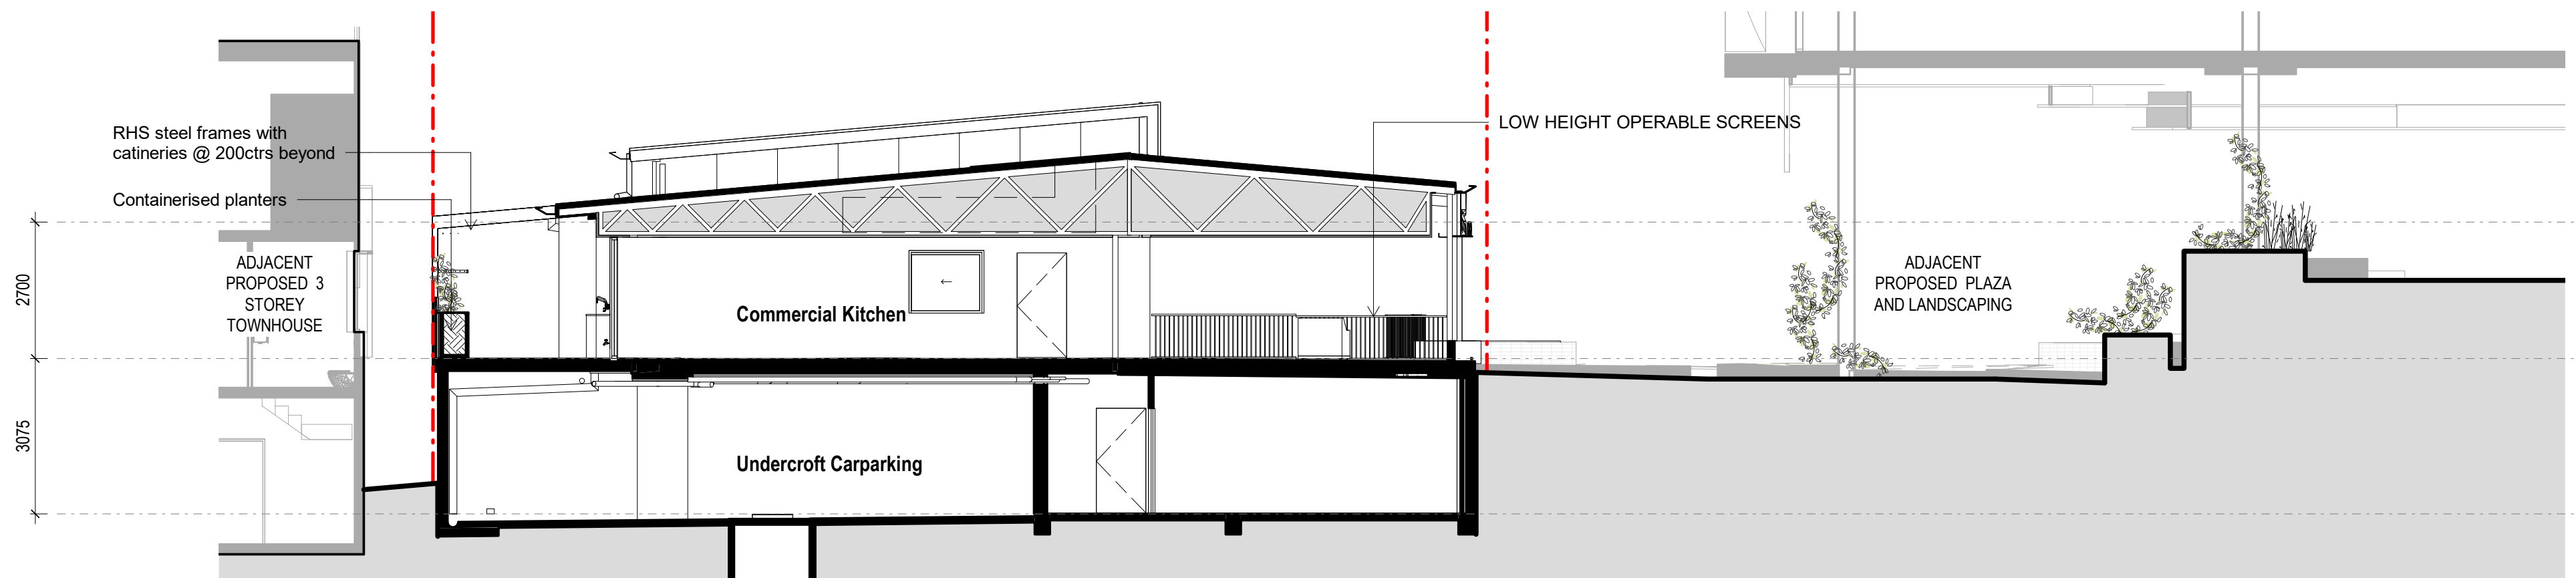 RHS steel frames with
catineries @ 200ctrs beyond
Containerised planters
LOW HEIGHT OPERABLE SCREENS
2700
ADJACENT
PROPOSED 3
STOREY
TOWNHOUSE
Commercial Kitchen
ADJACENT
PROPOSED PLAZA
AND LANDSCAPING
3075
Undercroft Carparking